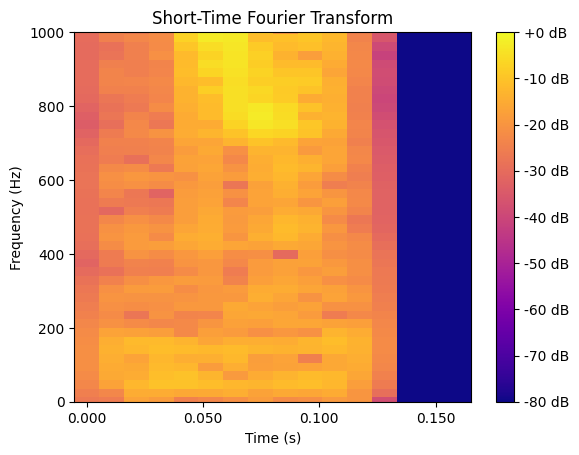 Short-Time Fourier Transform
Frequency (Hz)
1000
800
600
400
200
0
0.000
0.050
0.100
0.150
Time (s)
+0 dB
-10 dB
-20 dB
-30 dB
-40 dB
-50 dB
-60 dB
-70 dB
-80 dB